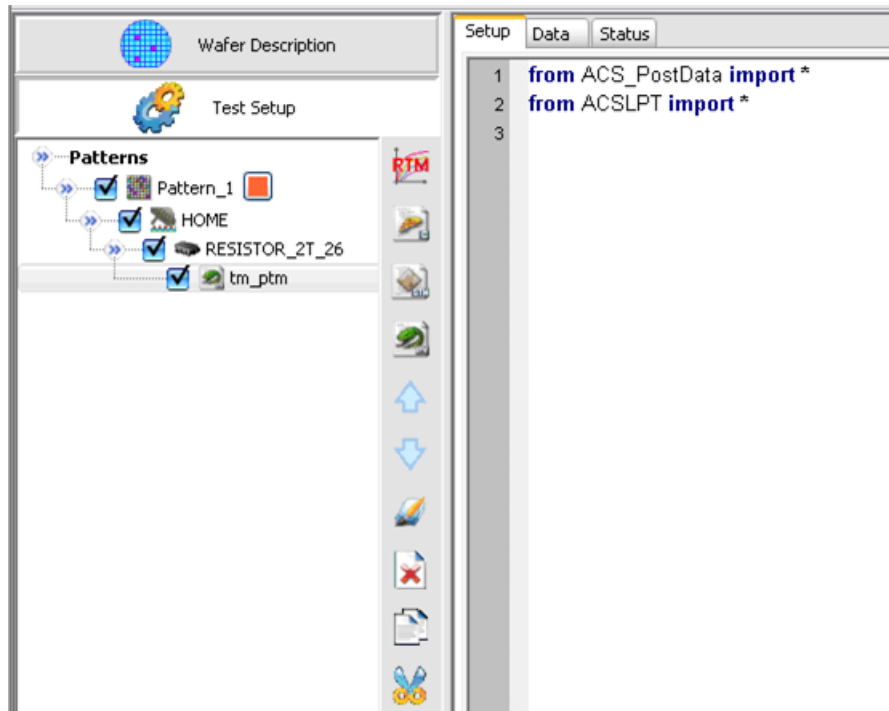 Wafer Description
Test Setup
Patterns
Pattern_1
HOME
RESISTOR_2T_26
tm_ptm
RTM
Setup
Data
Status
1 from ACS_PostData import *
2 from ACSLPT import *
3